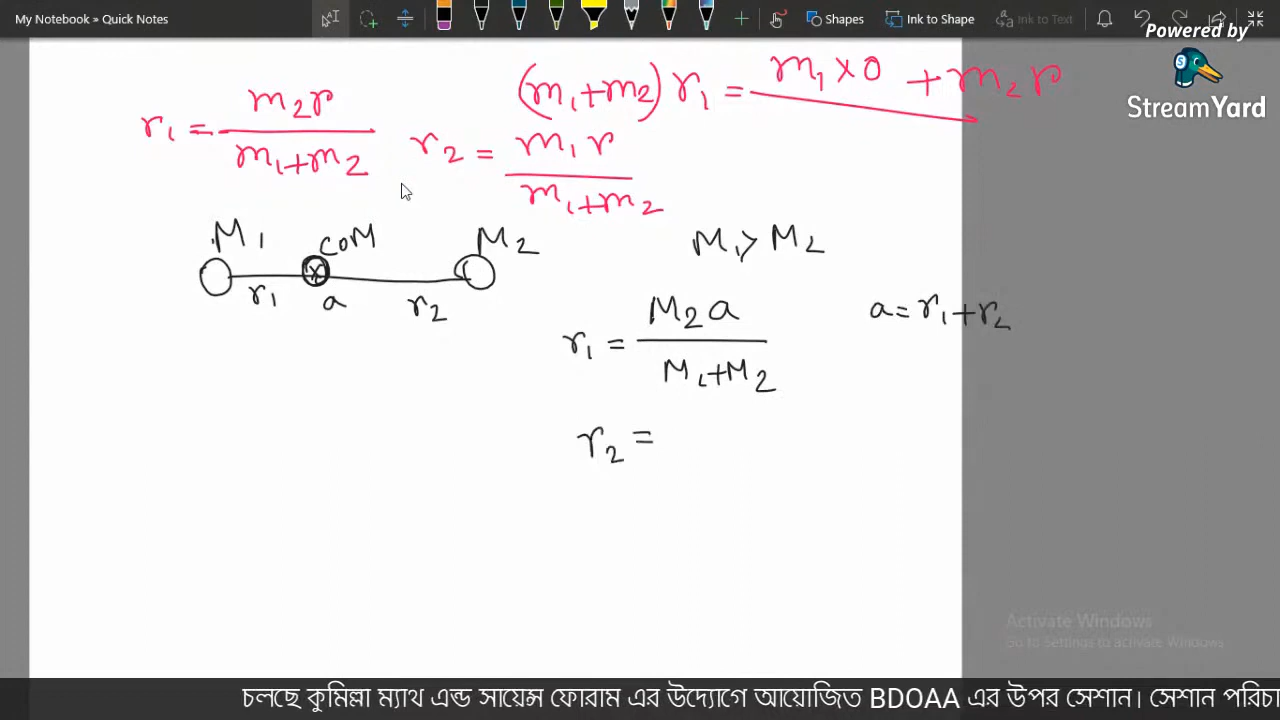 My Notebook » Quick Notes
Shapes
Ink to Shape
Ink to Text
Powered by
StreamYard
(m₁+m₂) r₁ = m₁×0 + m₂r
r₁ = m₂r / m₁+m₂
r₂ = m₁r / m₁+m₂
M₁ COM M₂
r₁ a r₂
M₁ > M₂
r₁ = M₂a / M₁+M₂
a = r₁+r₂
r₂ =
Activate Windows
Go to Settings to activate Windows.
চলছে কুমিল্লা ম্যাথ এন্ড সায়েন্স ফোরাম এর উদ্যোগে আয়োজিত BDOAA এর উপর সেশান। সেশান পরিচা